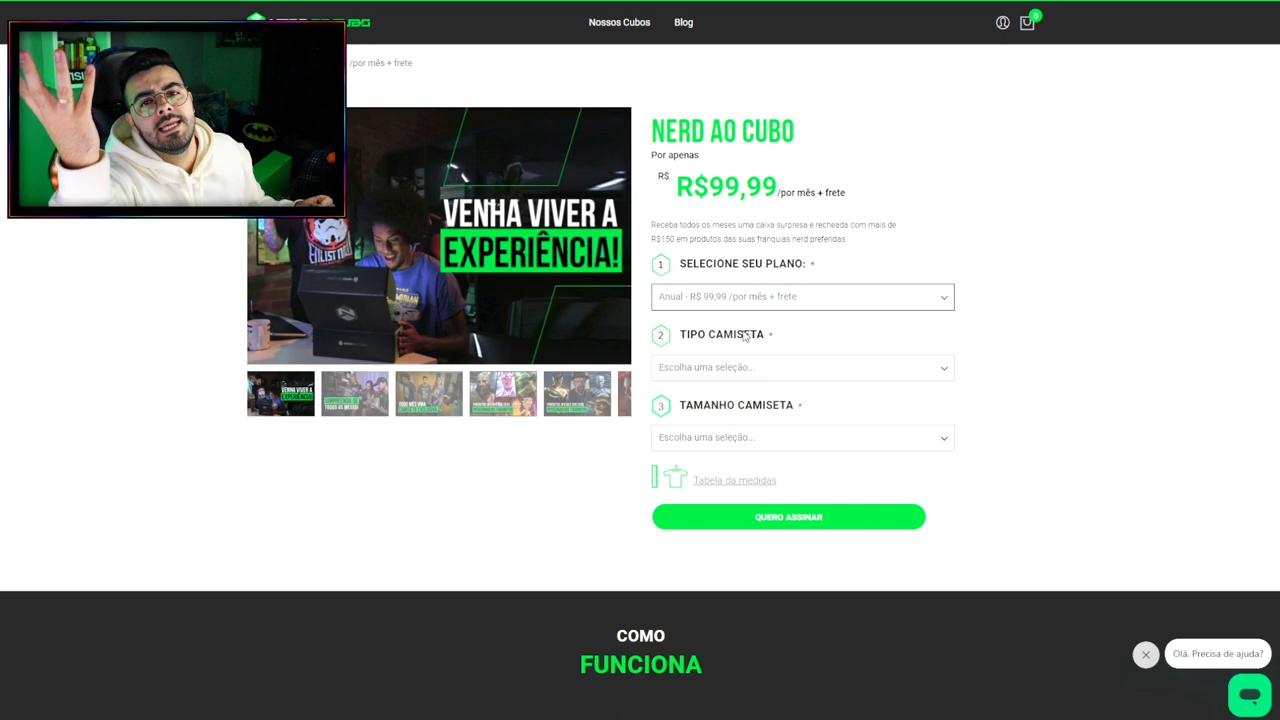 Nossos Cubos
Blog
0
/por mês + frete
VENHA VIVER A
EXPERIÊNCIA!
NERD AO CUBO
Por apenas
R$
R$99,99/por mês + frete
Receba todos os meses uma caixa surpresa e recheada com mais de
R$150 em produtos das suas franquias nerd preferidas.
1 SELECIONE SEU PLANO: *
Anual - R$ 99,99 /por mês + frete
2 TIPO CAMISETA *
Escolha uma seleção...
3 TAMANHO CAMISETA *
Escolha uma seleção...
Tabela da medidas
QUERO ASSINAR
COMO
FUNCIONA
Olá. Precisa de ajuda?